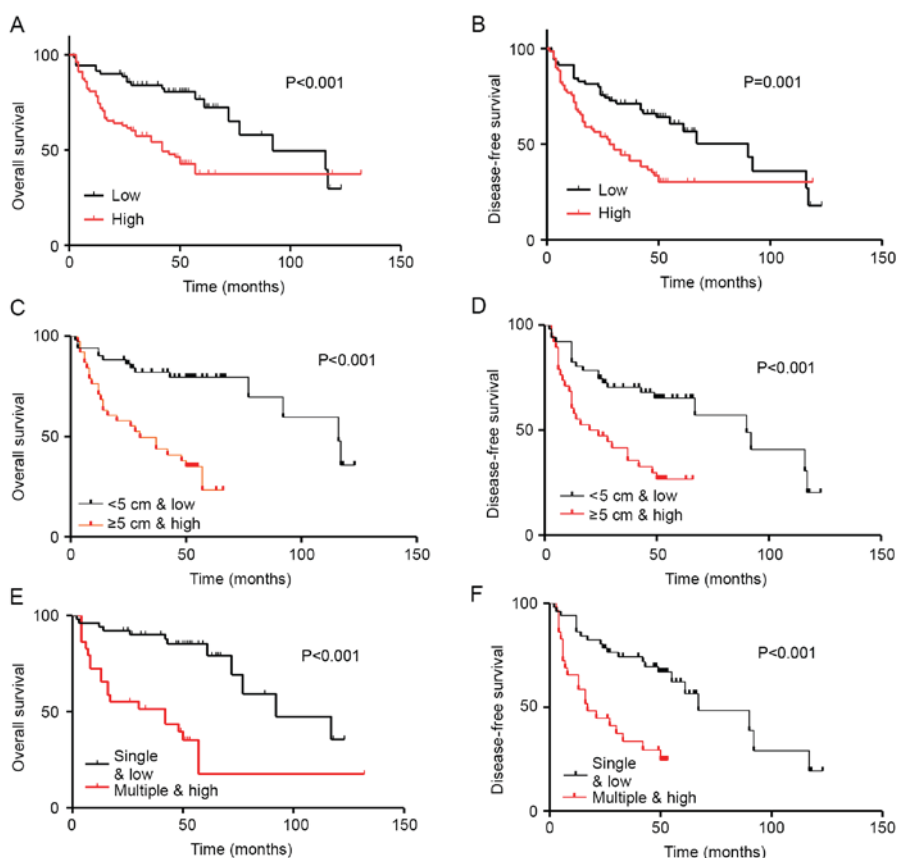 A
100
50
0
Overall survival
P<0.001
Low
High
0
50
100
150
Time (months)
B
100
50
0
Disease-free survival
P=0.001
Low
High
0
50
100
150
Time (months)
C
100
50
0
Overall survival
P<0.001
<5 cm & low
≥5 cm & high
0
50
100
150
Time (months)
D
100
50
0
Disease-free survival
P<0.001
<5 cm & low
≥5 cm & high
0
50
100
150
Time (months)
E
100
50
0
Overall survival
P<0.001
Single
& low
Multiple & high
0
50
100
150
Time (months)
F
100
50
0
Disease-free survival
P<0.001
Single
& low
Multiple & high
0
50
100
150
Time (months)